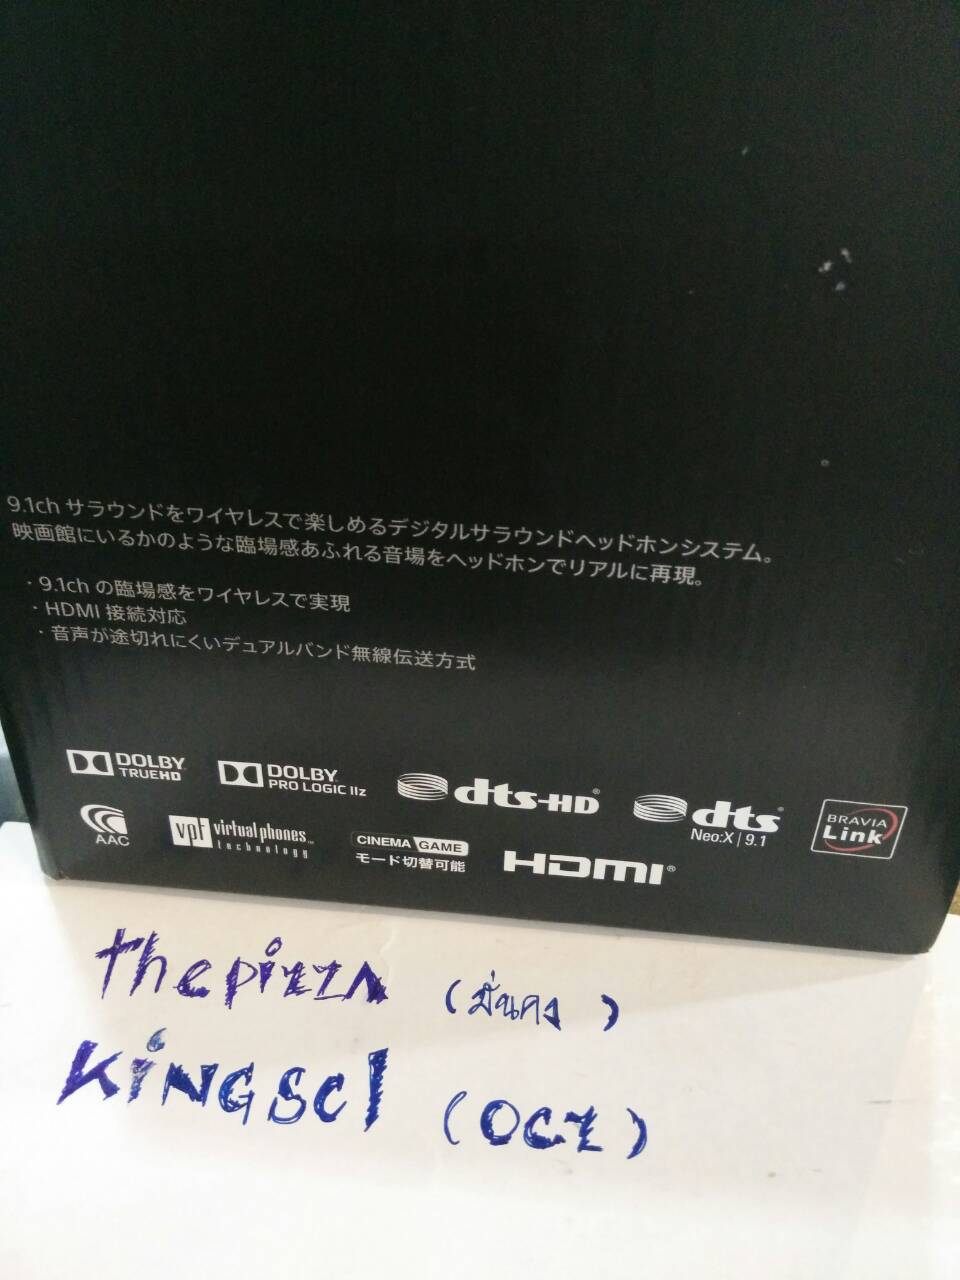 9.1ch サラウンドをワイヤレスで楽しめるデジタルサラウンドヘッドホンシステム。
映画館にいるかのような臨場感あふれる音場をヘッドホンでリアルに再現。
・9.1ch の臨場感をワイヤレスで実現
・HDMI 接続対応
・音声が途切れにくいデュアルバンド無線伝送方式
DOLBY TRUEHD
DOLBY PRO LOGIC IIz
dts-HD®
dts®
Neo:X | 9.1
BRAVIA Link
AAC
vpt virtualphones™ technology
CINEMA GAME
モード切替可能
HDMI®
thepizza (มั่นคง)
KiNGSCl (OCZ)